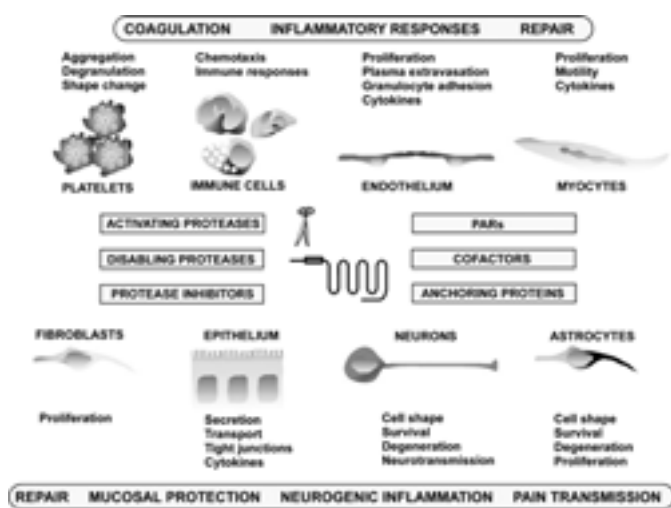 COAGULATION INFLAMMATORY RESPONSES REPAIR
Aggregation
Degranulation
Shape change
PLATELETS
Chemotaxis
Immune responses
IMMUNE CELLS
Proliferation
Plasma extravasation
Granulocyte adhesion
Cytokines
ENDOTHELIUM
Proliferation
Motility
Cytokines
MYOCYTES
ACTIVATING PROTEASES
DISABLING PROTEASES
PROTEASE INHIBITORS
PARs
COFACTORS
ANCHORING PROTEINS
FIBROBLASTS
Proliferation
EPITHELIUM
Secretion
Transport
Tight junctions
Cytokines
NEURONS
Cell shape
Survival
Degeneration
Neurotransmission
ASTROCYTES
Cell shape
Survival
Degeneration
Proliferation
REPAIR MUCOSAL PROTECTION NEUROGENIC INFLAMMATION PAIN TRANSMISSION